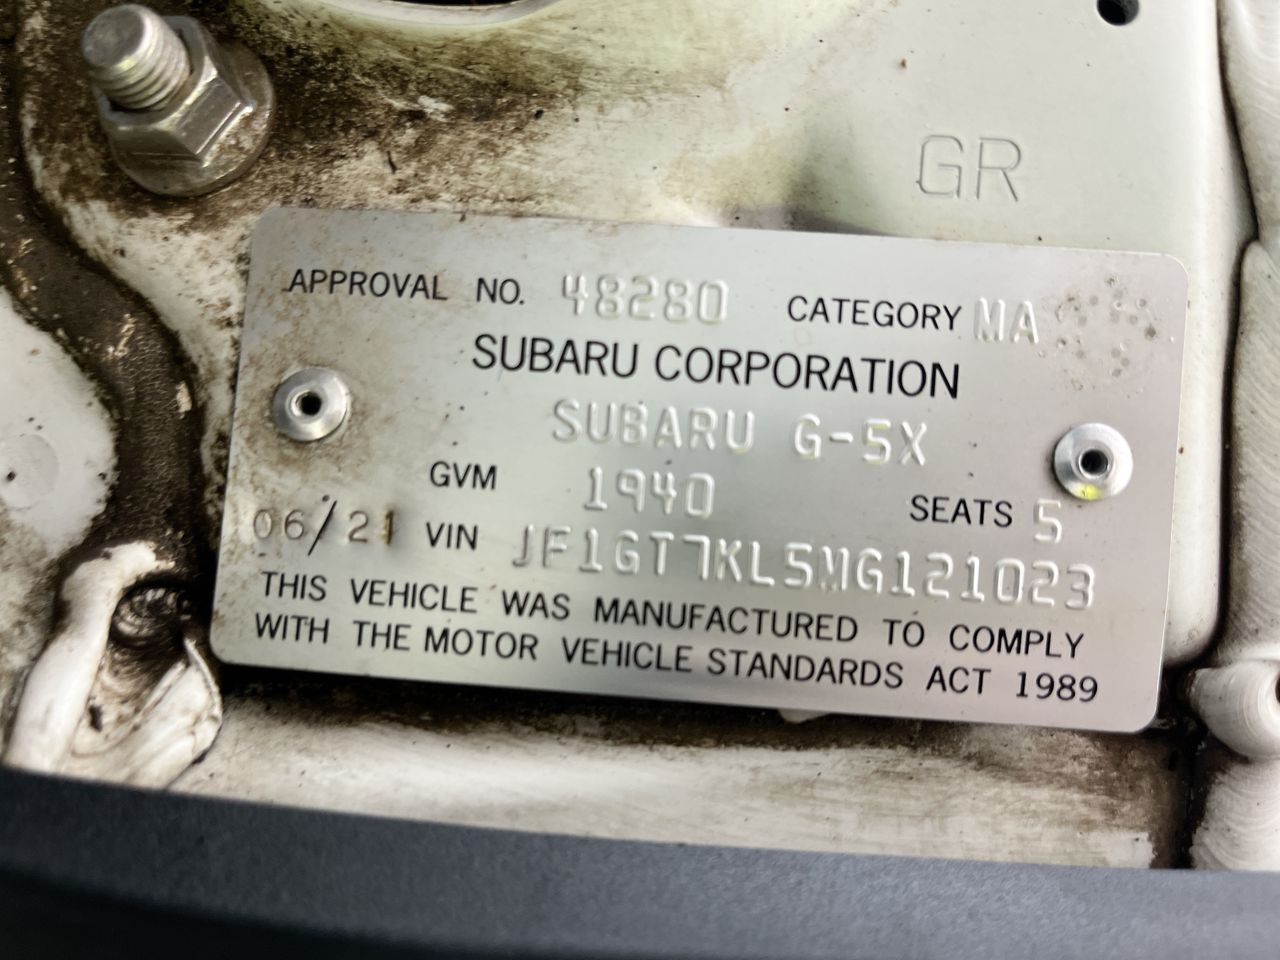 GR
APPROVAL NO. 48280 CATEGORY MA
SUBARU CORPORATION
SUBARU G-5X
GVM 1940 SEATS 5
06/21 VIN JF1GT7KL5MG121023
THIS VEHICLE WAS MANUFACTURED TO COMPLY
WITH THE MOTOR VEHICLE STANDARDS ACT 1989